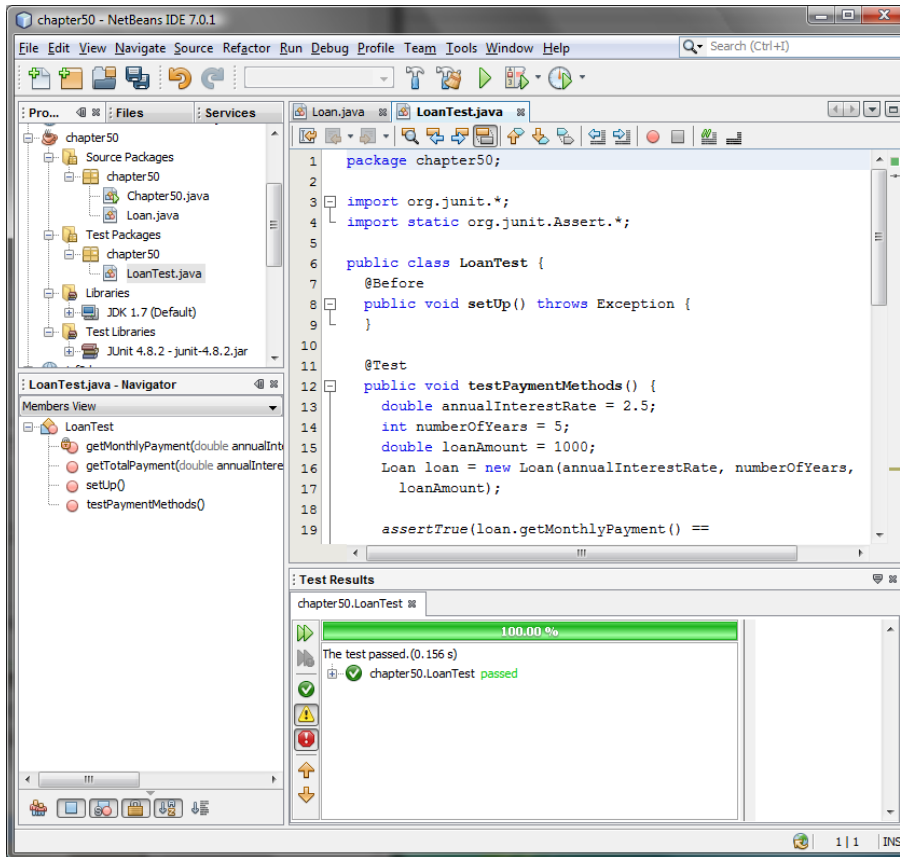 chapter50 - NetBeans IDE 7.0.1
File Edit View Navigate Source Refactor Run Debug Profile Team Tools Window Help
Search (Ctrl+I)
Pro... Files Services
chapter50
Source Packages
chapter50
Chapter50.java
Loan.java
Test Packages
chapter50
LoanTest.java
Libraries
JDK 1.7 (Default)
Test Libraries
JUnit 4.8.2 - junit-4.8.2.jar
LoanTest.java - Navigator
Members View
LoanTest
getMonthlyPayment(double annualInt
getTotalPayment(double annualIntere
setUp()
testPaymentMethods()
Loan.java LoanTest.java
1 package chapter50;
2
3 import org.junit.*;
4 import static org.junit.Assert.*;
5
6 public class LoanTest {
7 @Before
8 public void setUp() throws Exception {
9 }
10
11 @Test
12 public void testPaymentMethods() {
13 double annualInterestRate = 2.5;
14 int numberOfYears = 5;
15 double loanAmount = 1000;
16 Loan loan = new Loan(annualInterestRate, numberOfYears,
17 loanAmount);
18
19 assertTrue(loan.getMonthlyPayment() ==
Test Results
chapter50.LoanTest
100.00 %
The test passed.(0.156 s)
chapter50.LoanTest passed
1 | 1 INS